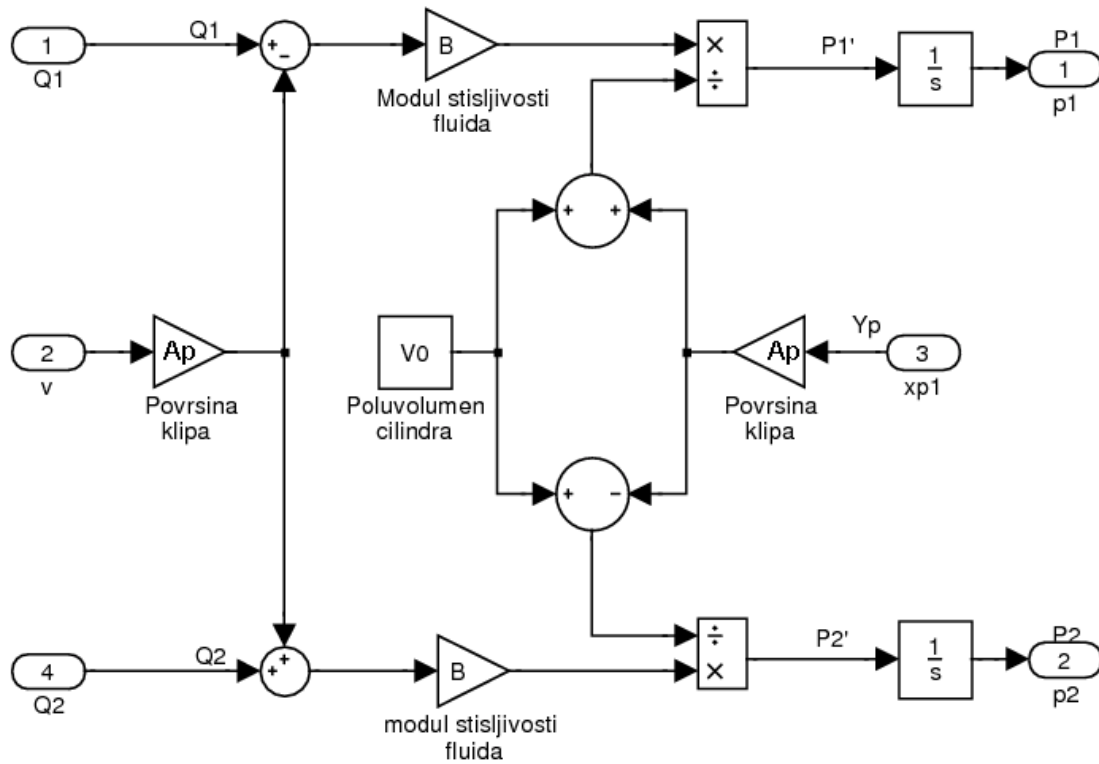 1
Q1
Q1
+
−
B
Modul stisljivosti
fluida
×
÷
P1'
1
s
P1
1
p1
+
+
2
v
Ap
Povrsina
klipa
V0
Poluvolumen
cilindra
Ap
Povrsina
klipa
Yp
3
xp1
+
−
4
Q2
Q2
+
+
B
modul stisljivosti
fluida
÷
×
P2'
1
s
P2
2
p2